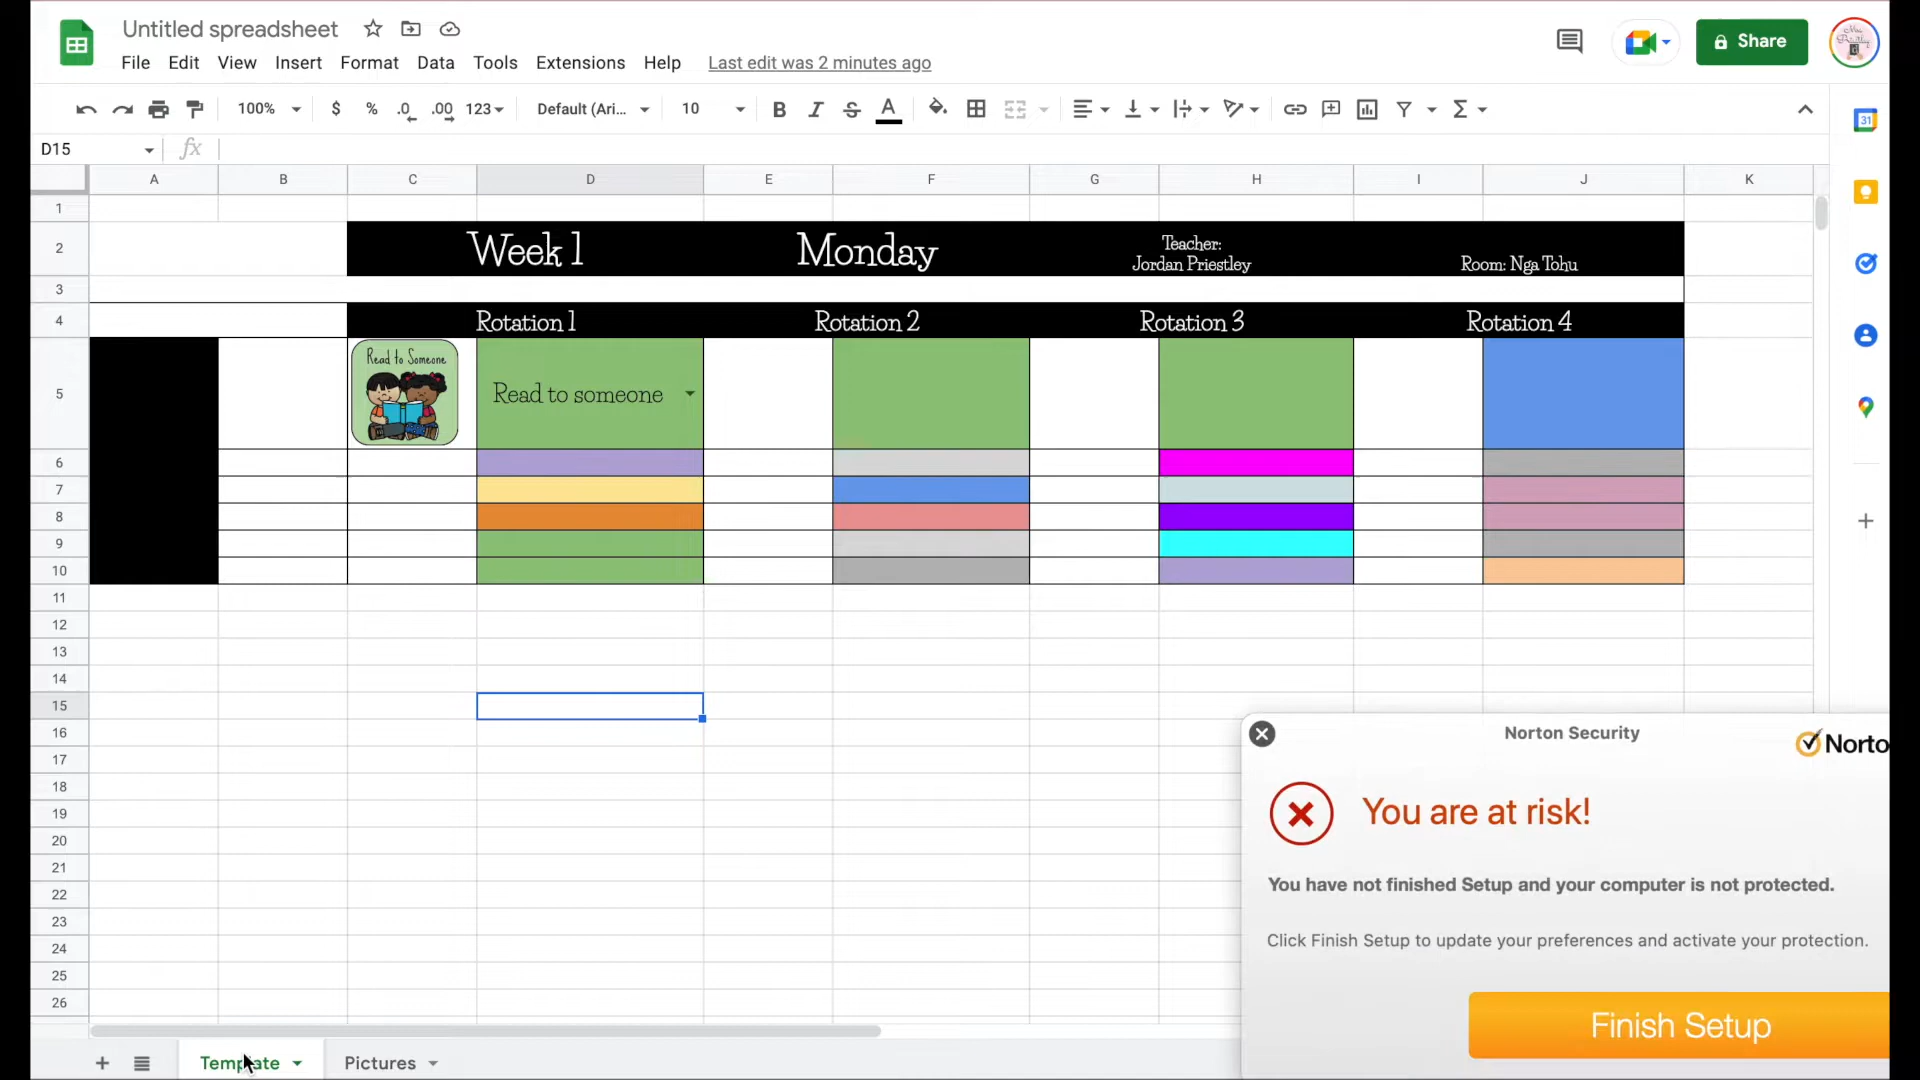 Untitled spreadsheet
File Edit View Insert Format Data Tools Extensions Help Last edit was 2 minutes ago
Share
100% $ % .0 .00 123 Default (Ari... 10 B I S A Σ
31
D15 fx
A B C D E F G H I J K
1
2 Week 1 Monday Teacher: Jordan Priestley Room: Nga Tohu
3
4 Rotation 1 Rotation 2 Rotation 3 Rotation 4
Read to Someone
5 Read to someone
6
7
8
9
10
11
12
13
14
15
16
17
18
19
20
21
22
23
24
25
26
Norton Security
Norto
You are at risk!
You have not finished Setup and your computer is not protected.
Click Finish Setup to update your preferences and activate your protection.
Finish Setup
Template Pictures